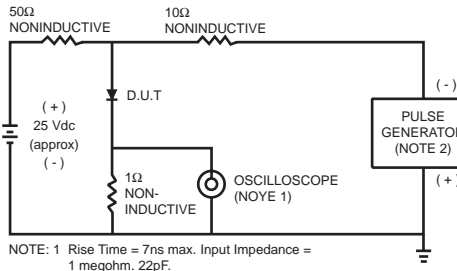 50Ω
NONINDUCTIVE
10Ω
NONINDUCTIVE
( + )
25 Vdc
(approx)
( - )
D.U.T
( - )
PULSE
GENERATOR
(NOTE 2)
( + )
1Ω
NON-
INDUCTIVE
OSCILLOSCOPE
(NOYE 1)
NOTE: 1 Rise Time = 7ns max. Input Impedance =
1 megohm. 22pF.